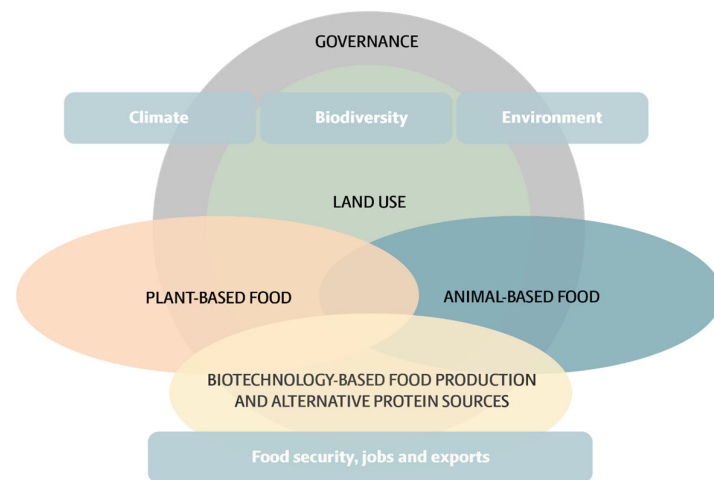 GOVERNANCE
Climate
Biodiversity
Environment
LAND USE
PLANT-BASED FOOD
ANIMAL-BASED FOOD
BIOTECHNOLOGY-BASED FOOD PRODUCTION
AND ALTERNATIVE PROTEIN SOURCES
Food security, jobs and exports